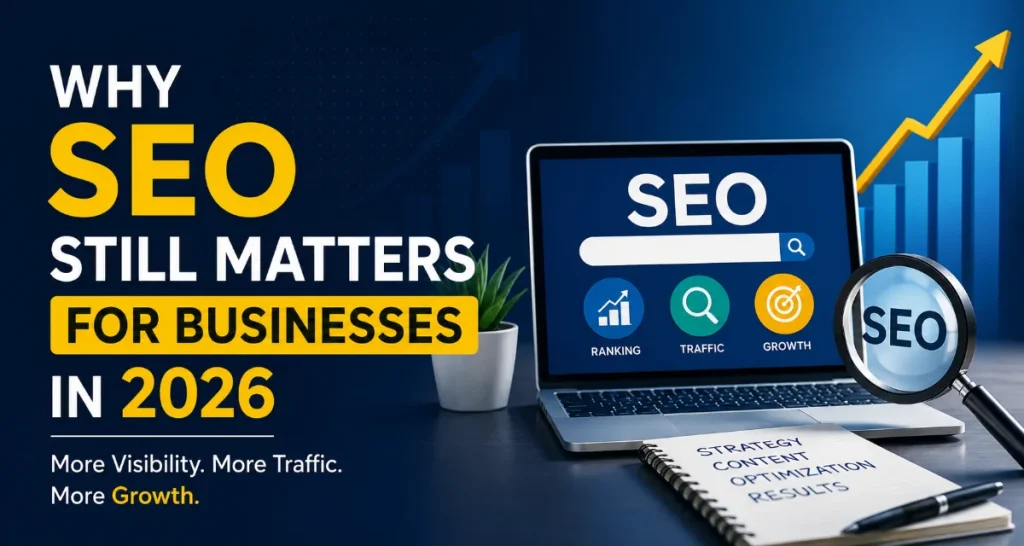 WHY
SEO
STILL MATTERS
FOR BUSINESSES
IN 2026
More Visibility. More Traffic.
More Growth.
SEO
RANKING
TRAFFIC
GROWTH
SEO
STRATEGY
CONTENT
OPTIMIZATION
RESULTS